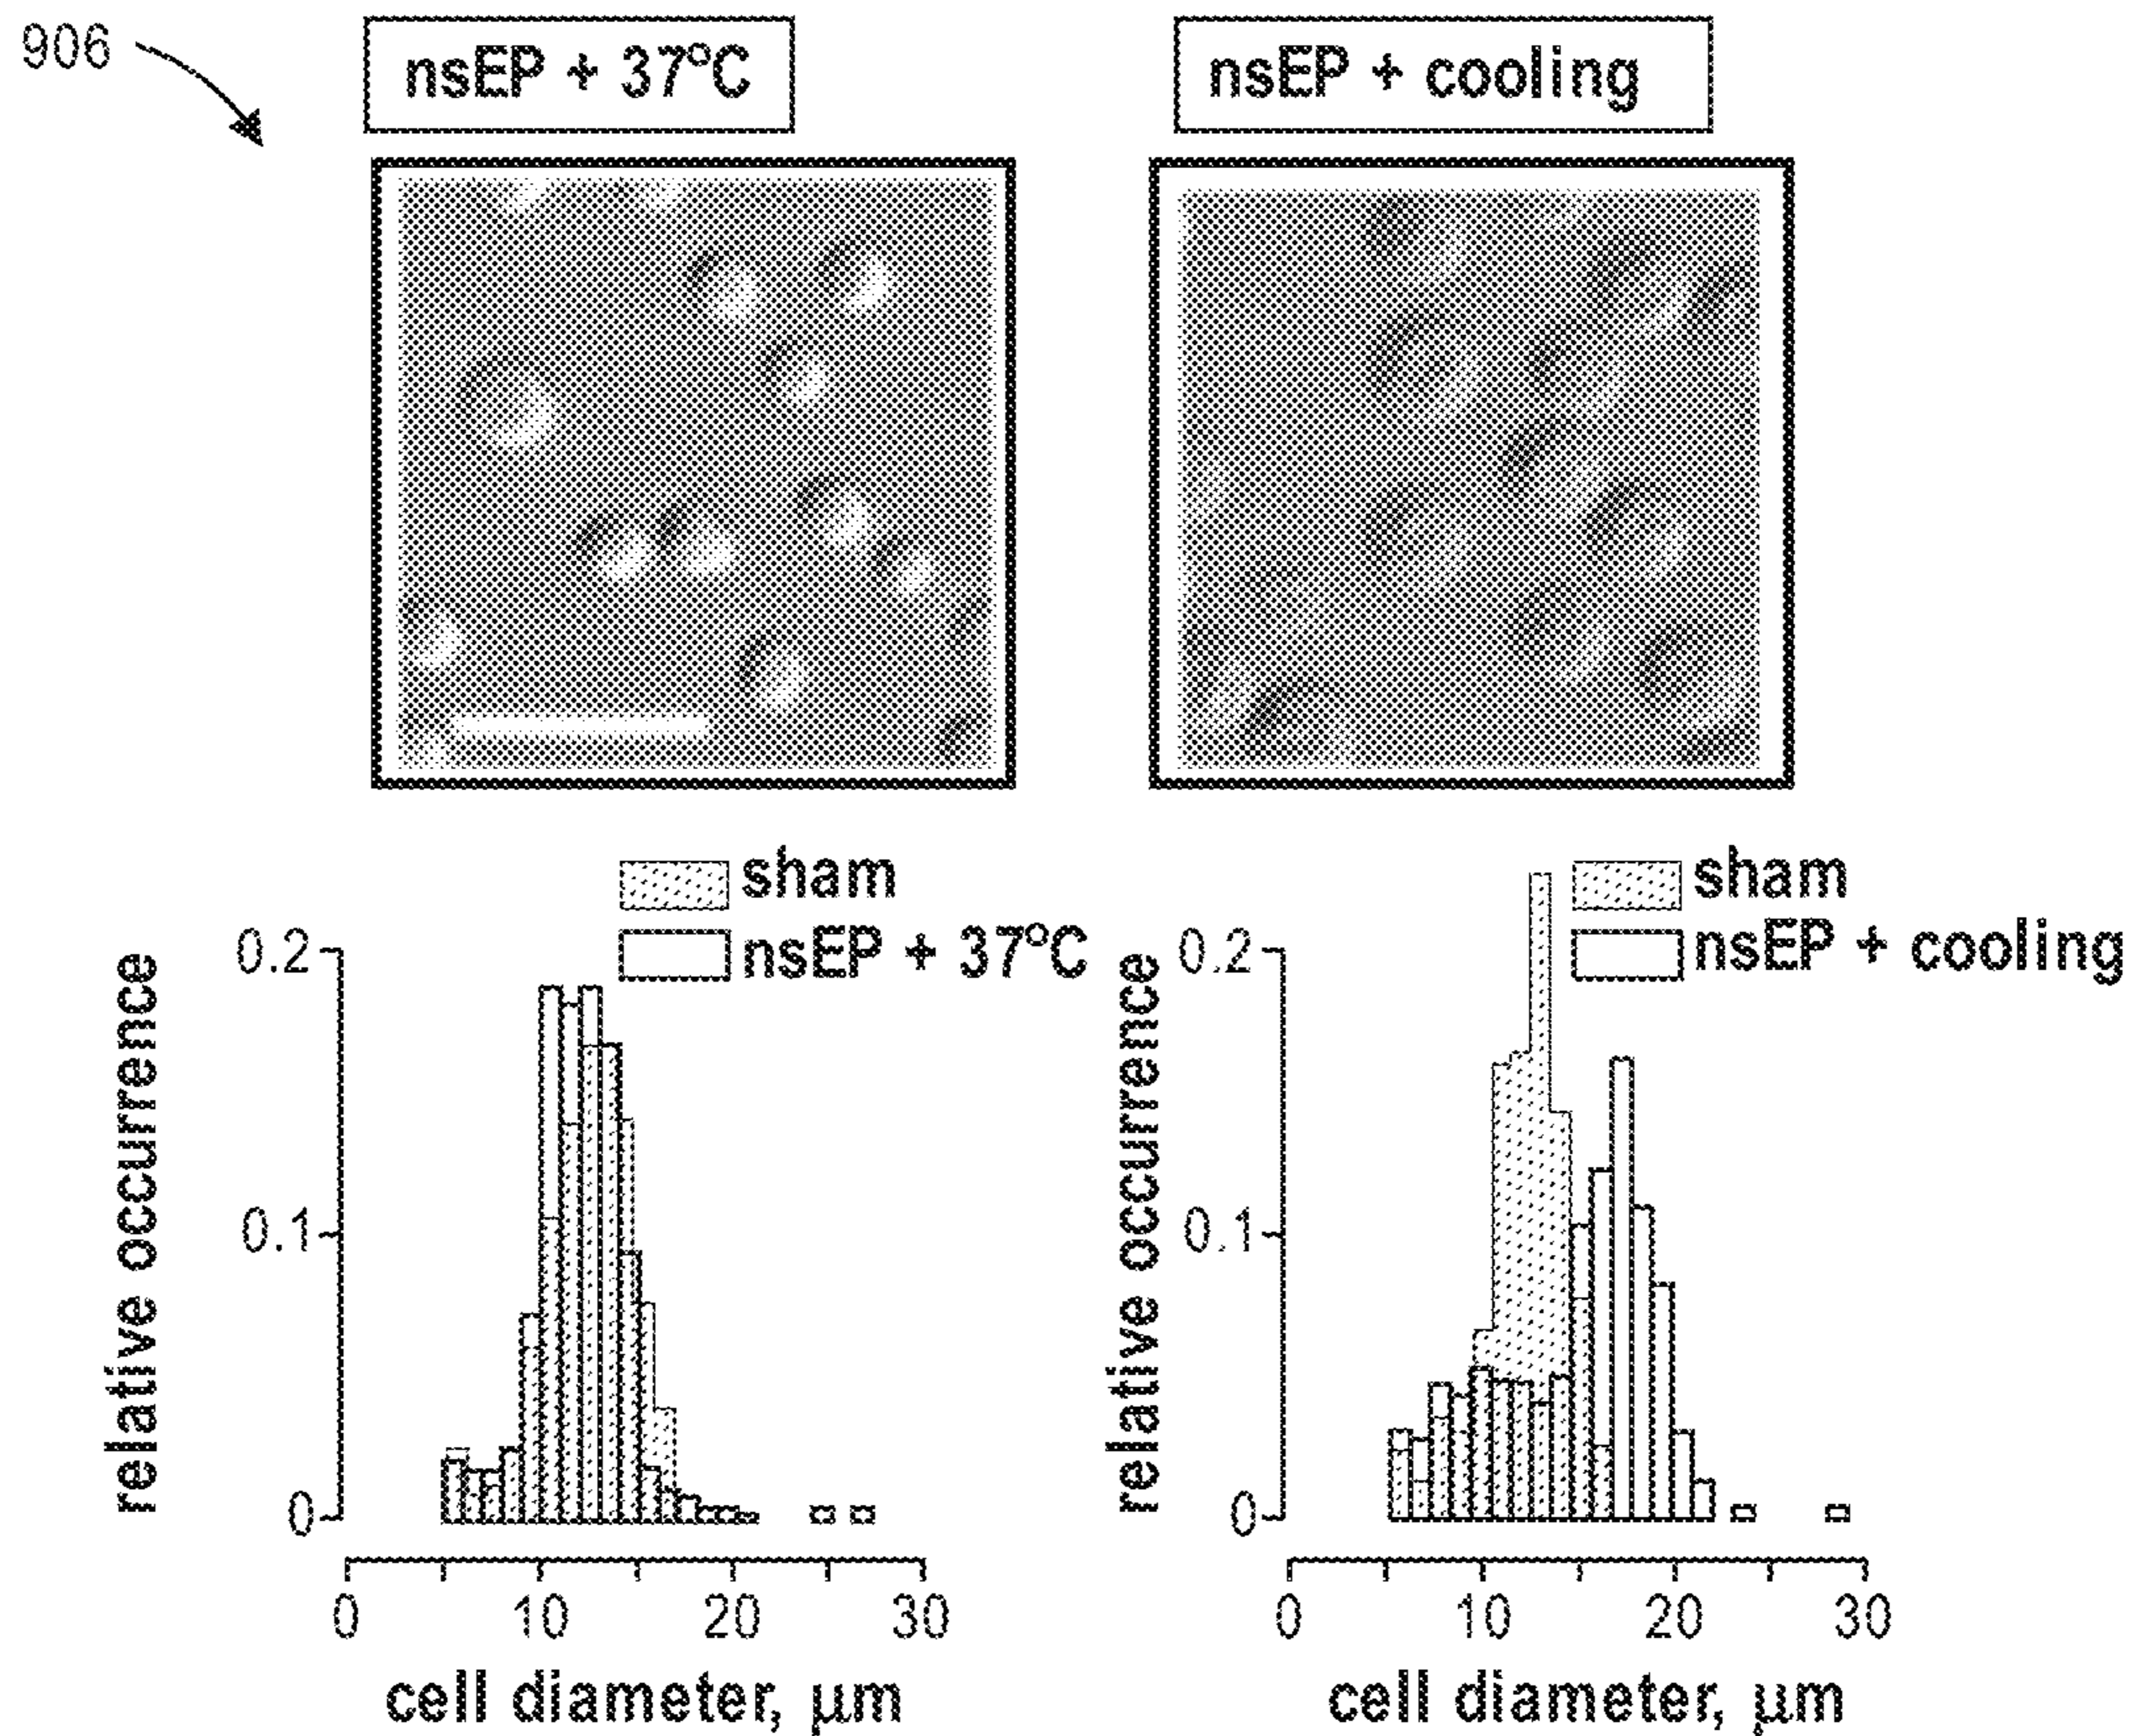 906
nsEP + 37°C
nsEP + cooling
sham
nsEP + 37°C
relative occurrence
0.2
0.1
0
0 10 20 30
cell diameter, μm
sham
nsEP + cooling
relative occurrence
0.2
0.1
0
0 10 20 30
cell diameter, μm